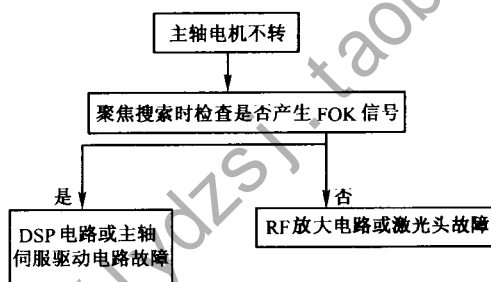 主轴电机不转
聚焦搜索时检查是否产生 FOK 信号
是
否
DSP 电路或主轴
伺服驱动电路故障
RF 放大电路或激光头故障
ydzsj.taob